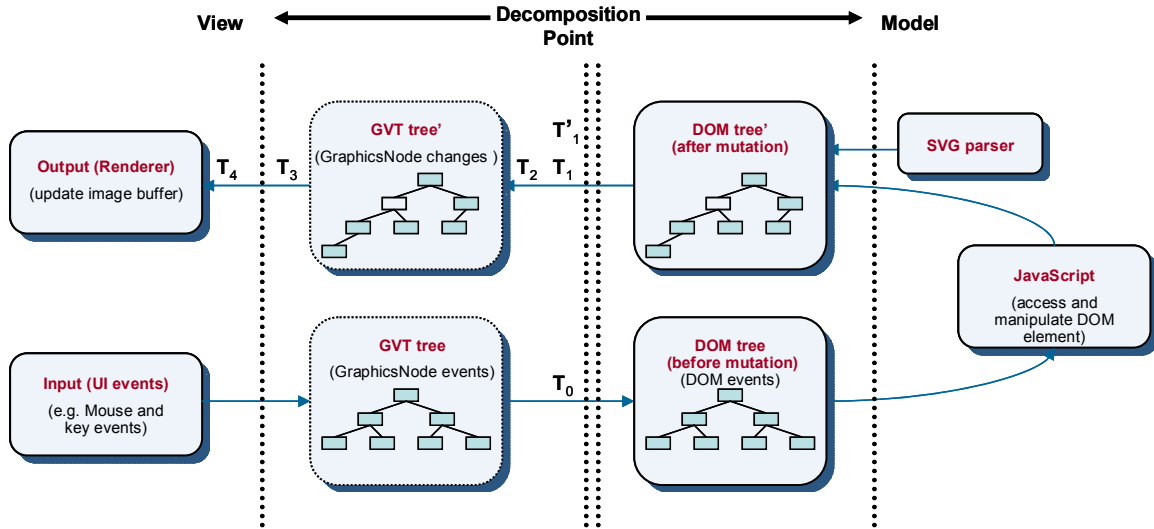 View
Decomposition
Point
Model
Output (Renderer)
(update image buffer)
T4
T3
GVT tree’
(GraphicsNode changes )
T2
T’1
T1
DOM tree’
(after mutation)
SVG parser
JavaScript
(access and
manipulate DOM
element)
Input (UI events)
(e.g. Mouse and
key events)
GVT tree
(GraphicsNode events)
T0
DOM tree
(before mutation)
(DOM events)